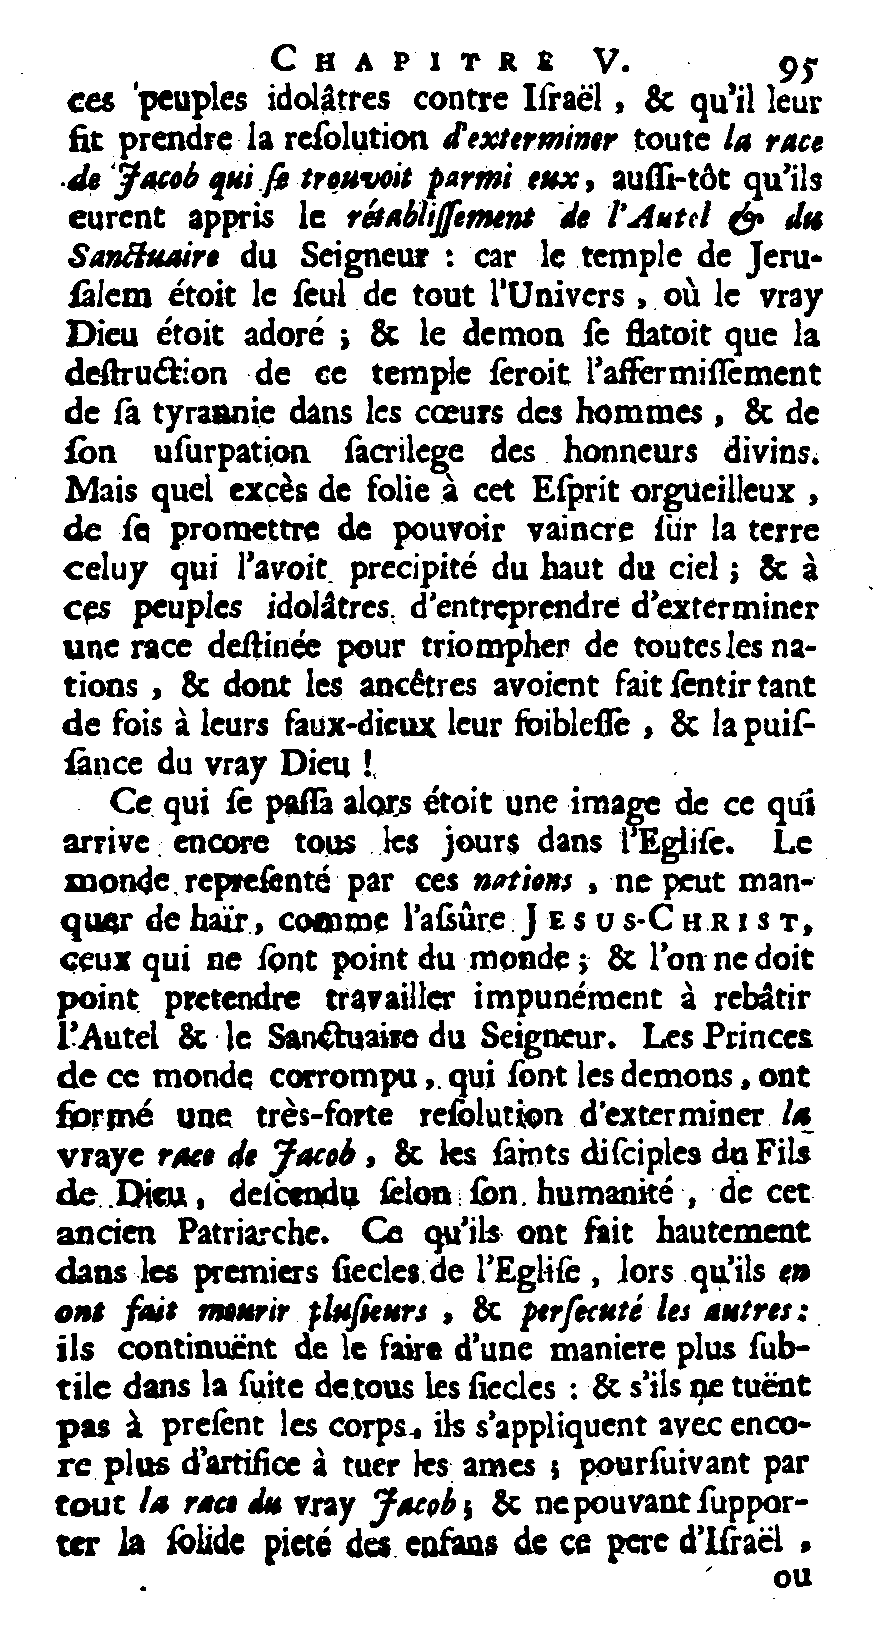 CHAPITRE V. 95
ces peuples idolâtres contre Iſraël, & qu'il leur
fit prendre la reſolution d'exterminer toute la race
de Jacob qui ſe trouvoit parmi eux, auſſi-tôt qu'ils
eurent appris le rétabliſſement de l'Autel & du
Sanctuaire du Seigneur : car le temple de Jeru-
ſalem étoit le ſeul de tout l'Univers, où le vray
Dieu étoit adoré ; & le demon ſe flatoit que la
deſtruction de ce temple ſeroit l'affermiſſement
de ſa tyrannie dans les cœurs des hommes, & de
ſon uſurpation ſacrilege des honneurs divins.
Mais quel excès de folie à cet Eſprit orgueilleux,
de ſe promettre de pouvoir vaincre ſur la terre
celuy qui l'avoit precipité du haut du ciel ; & à
ces peuples idolâtres d'entreprendre d'exterminer
une race deſtinée pour triompher de toutes les na-
tions, & dont les ancêtres avoient fait ſentir tant
de fois à leurs faux-dieux leur foibleſſe, & la puiſ-
ſance du vray Dieu !
Ce qui ſe paſſa alors étoit une image de ce qui
arrive encore tous les jours dans l'Egliſe. Le
monde repreſenté par ces nations, ne peut man-
quer de haïr, comme l'aſsûre JESUS-CHRIST,
ceux qui ne ſont point du monde ; & l'on ne doit
point pretendre travailler impunément à rebâtir
l'Autel & le Sanctuaire du Seigneur. Les Princes
de ce monde corrompu, qui ſont les demons, ont
formé une très-forte reſolution d'exterminer la
vraye race de Jacob, & les ſaints diſciples du Fils
de Dieu, deſcendu ſelon ſon humanité, de cet
ancien Patriarche. Ce qu'ils ont fait hautement
dans les premiers ſiecles de l'Egliſe, lors qu'ils en
ont fait mourir pluſieurs, & perſecuté les autres :
ils continuënt de le faire d'une maniere plus ſub-
tile dans la ſuite de tous les ſiecles : & s'ils ne tuënt
pas à preſent les corps, ils s'appliquent avec enco-
re plus d'artifice à tuer les ames ; pourſuivant par
tout la race du vray Jacob ; & ne pouvant ſuppor-
ter la ſolide pieté des enfans de ce pere d'Iſraël,
ou